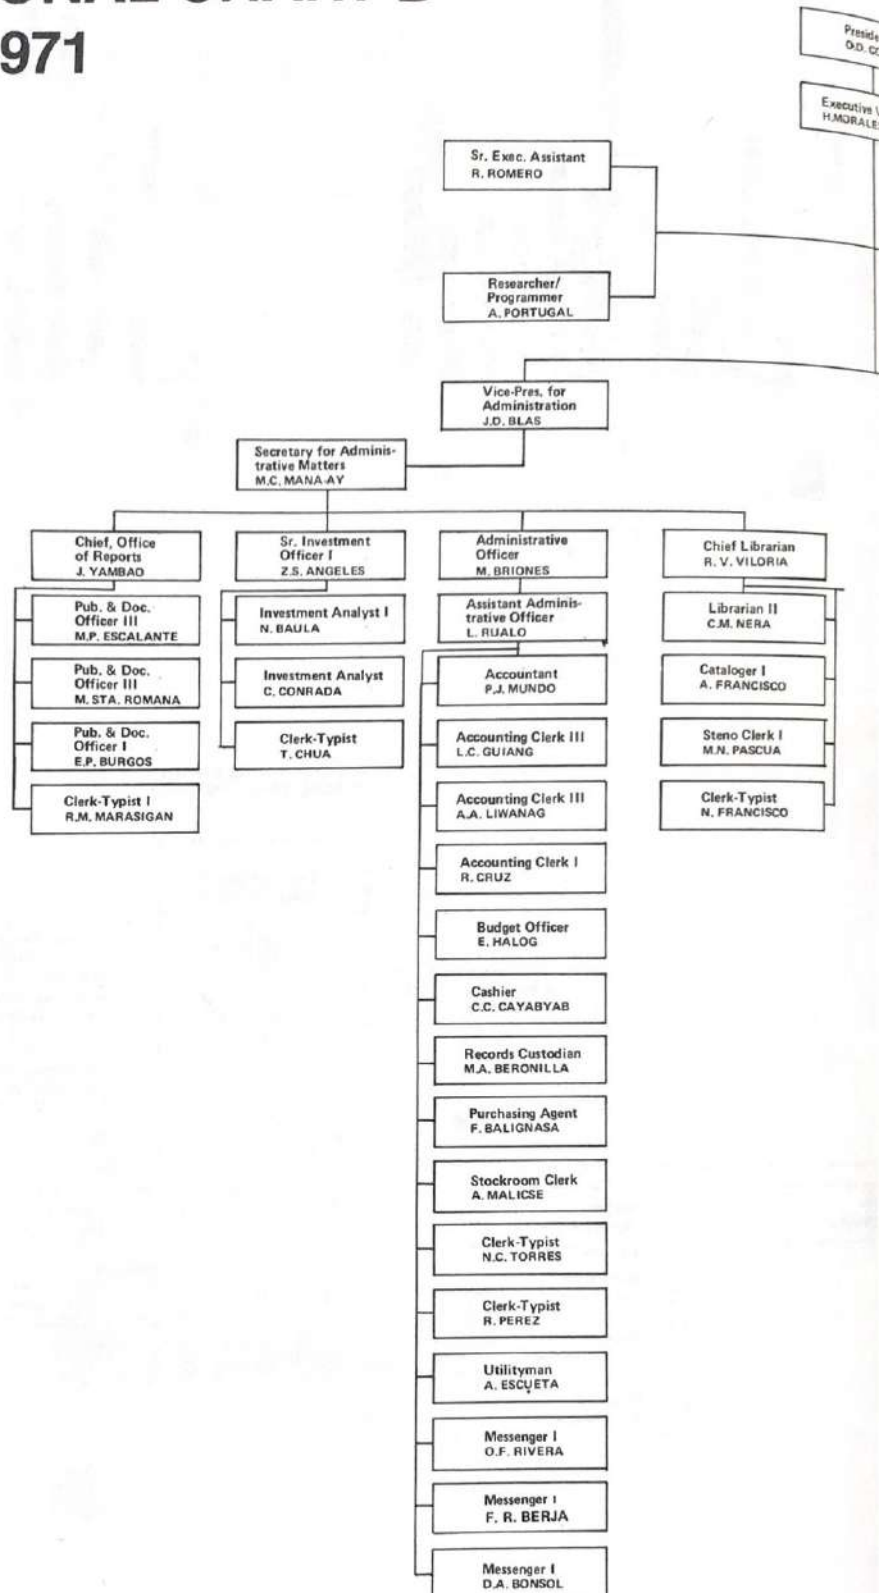 971
Preside
O.D. CO
Executive V
H.MORALES
Sr. Exec. Assistant
R. ROMERO
Researcher/
Programmer
A. PORTUGAL
Vice-Pres. for
Administration
J.D. BLAS
Secretary for Adminis-
trative Matters
M.C. MANA-AY
Chief, Office
of Reports
J. YAMBAO
Pub. & Doc.
Officer III
M.P. ESCALANTE
Pub. & Doc.
Officer III
M. STA. ROMANA
Pub. & Doc.
Officer I
E.P. BURGOS
Clerk-Typist I
R.M. MARASIGAN
Sr. Investment
Officer I
Z.S. ANGELES
Investment Analyst I
N. BAULA
Investment Analyst
C. CONRADA
Clerk-Typist
T. CHUA
Administrative
Officer
M. BRIONES
Assistant Adminis-
trative Officer
L. RUALO
Accountant
P.J. MUNDO
Accounting Clerk III
L.C. GUIANG
Accounting Clerk III
A.A. LIWANAG
Accounting Clerk I
R. CRUZ
Budget Officer
E. HALOG
Cashier
C.C. CAYABYAB
Records Custodian
M.A. BERONILLA
Purchasing Agent
F. BALIGNASA
Stockroom Clerk
A. MALICSE
Clerk-Typist
N.C. TORRES
Clerk-Typist
R. PEREZ
Utilityman
A. ESCUETA
Messenger I
O.F. RIVERA
Messenger I
F. R. BERJA
Messenger I
D.A. BONSOL
Chief Librarian
R. V. VILORIA
Librarian II
C.M. NERA
Cataloger I
A. FRANCISCO
Steno Clerk I
M.N. PASCUA
Clerk-Typist
N. FRANCISCO